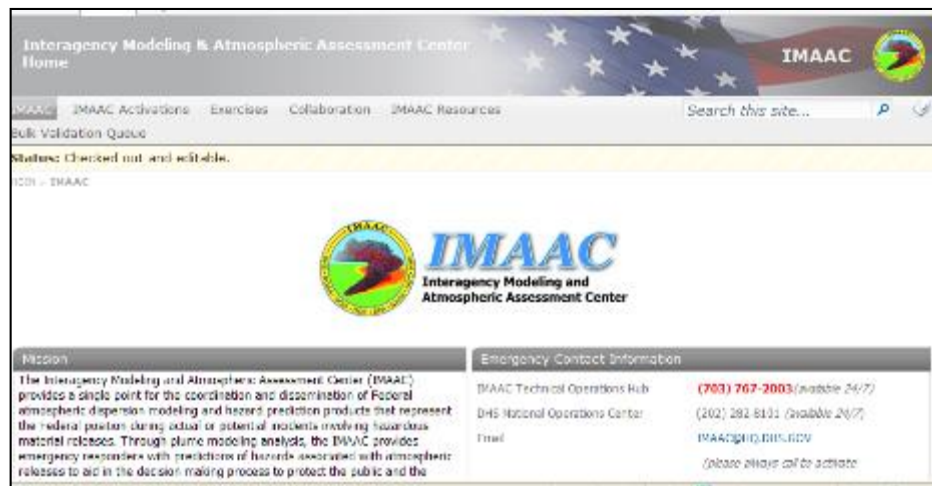 Interagency Modeling & Atmospheric Assessment Center
Home
IMAAC
IMAAC IMAAC Activations Exercises Collaboration IMAAC Resources
Search this site...
Bulk Validation Queue
Status: Checked out and editable.
IMAAC
IMAAC
IMAAC
Interagency Modeling and
Atmospheric Assessment Center
Mission
The Interagency Modeling and Atmospheric Assessment Center (IMAAC)
provides a single point for the coordination and dissemination of Federal
atmospheric dispersion modeling and hazard prediction products that represent
the Federal position during actual or potential incidents involving hazardous
material releases. Through plume modeling analysis, the IMAAC provides
emergency responders with predictions of hazards associated with atmospheric
releases to aid in the decision making process to protect the public and the
Emergency Contact Information
IMAAC Technical Operations Hub (703) 767-2003 (available 24/7)
DHS National Operations Center (202) 282-8101 (available 24/7)
Email IMAAC@HQ.DHS.GOV
(please always call to activate